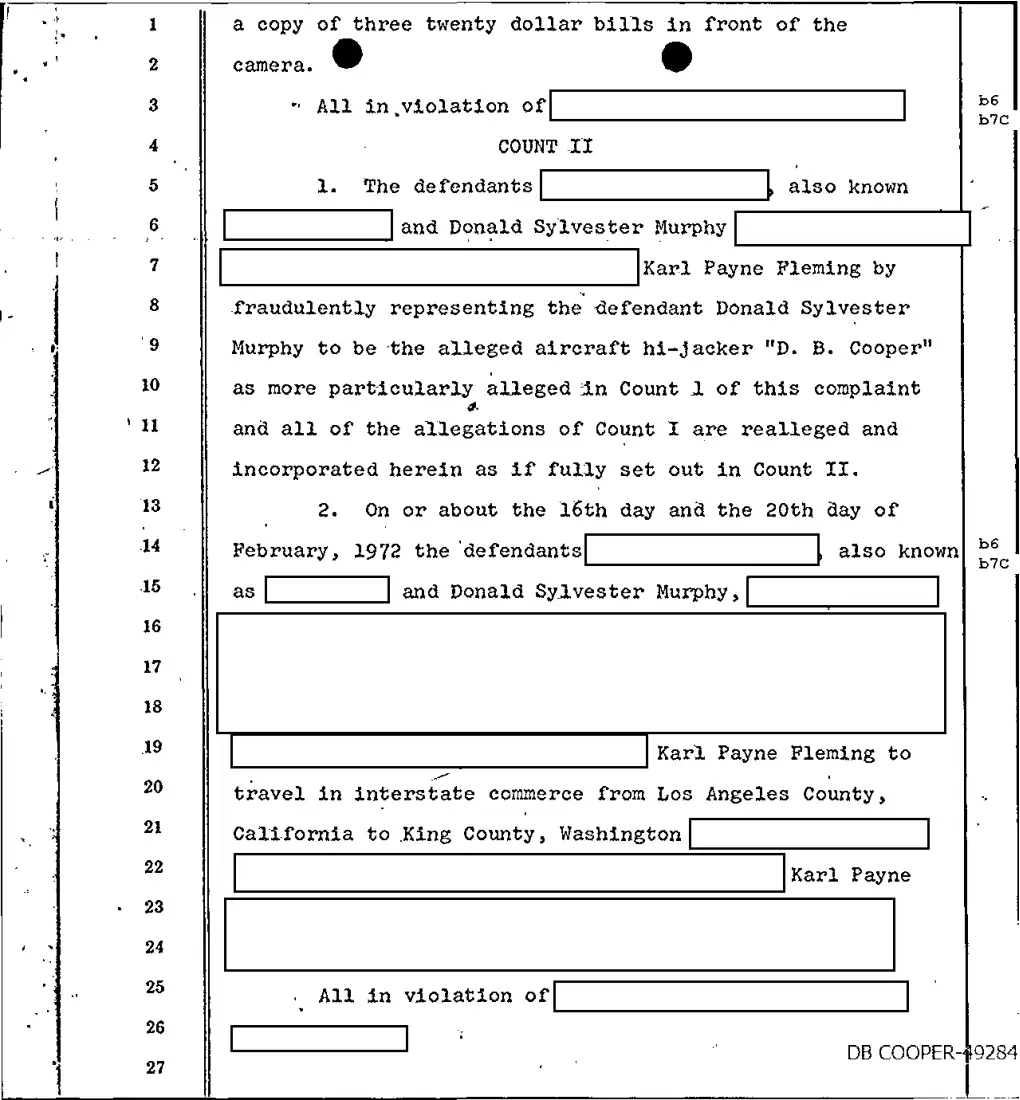 1 a copy of three twenty dollar bills in front of the
2 camera.
3 All in violation of b6
b7C
4 COUNT II
5 1. The defendants , also known
6 and Donald Sylvester Murphy
7 Karl Payne Fleming by
8 fraudulently representing the defendant Donald Sylvester
9 Murphy to be the alleged aircraft hi-jacker "D. B. Cooper"
10 as more particularly alleged in Count 1 of this complaint
11 and all of the allegations of Count I are realleged and
12 incorporated herein as if fully set out in Count II.
13 2. On or about the 16th day and the 20th day of
14 February, 1972 the defendants , also known b6
b7C
15 as and Donald Sylvester Murphy,
16
17
18
19 Karl Payne Fleming to
20 travel in interstate commerce from Los Angeles County,
21 California to King County, Washington
22 Karl Payne
23
24
25 All in violation of
26
DB COOPER-49284
27